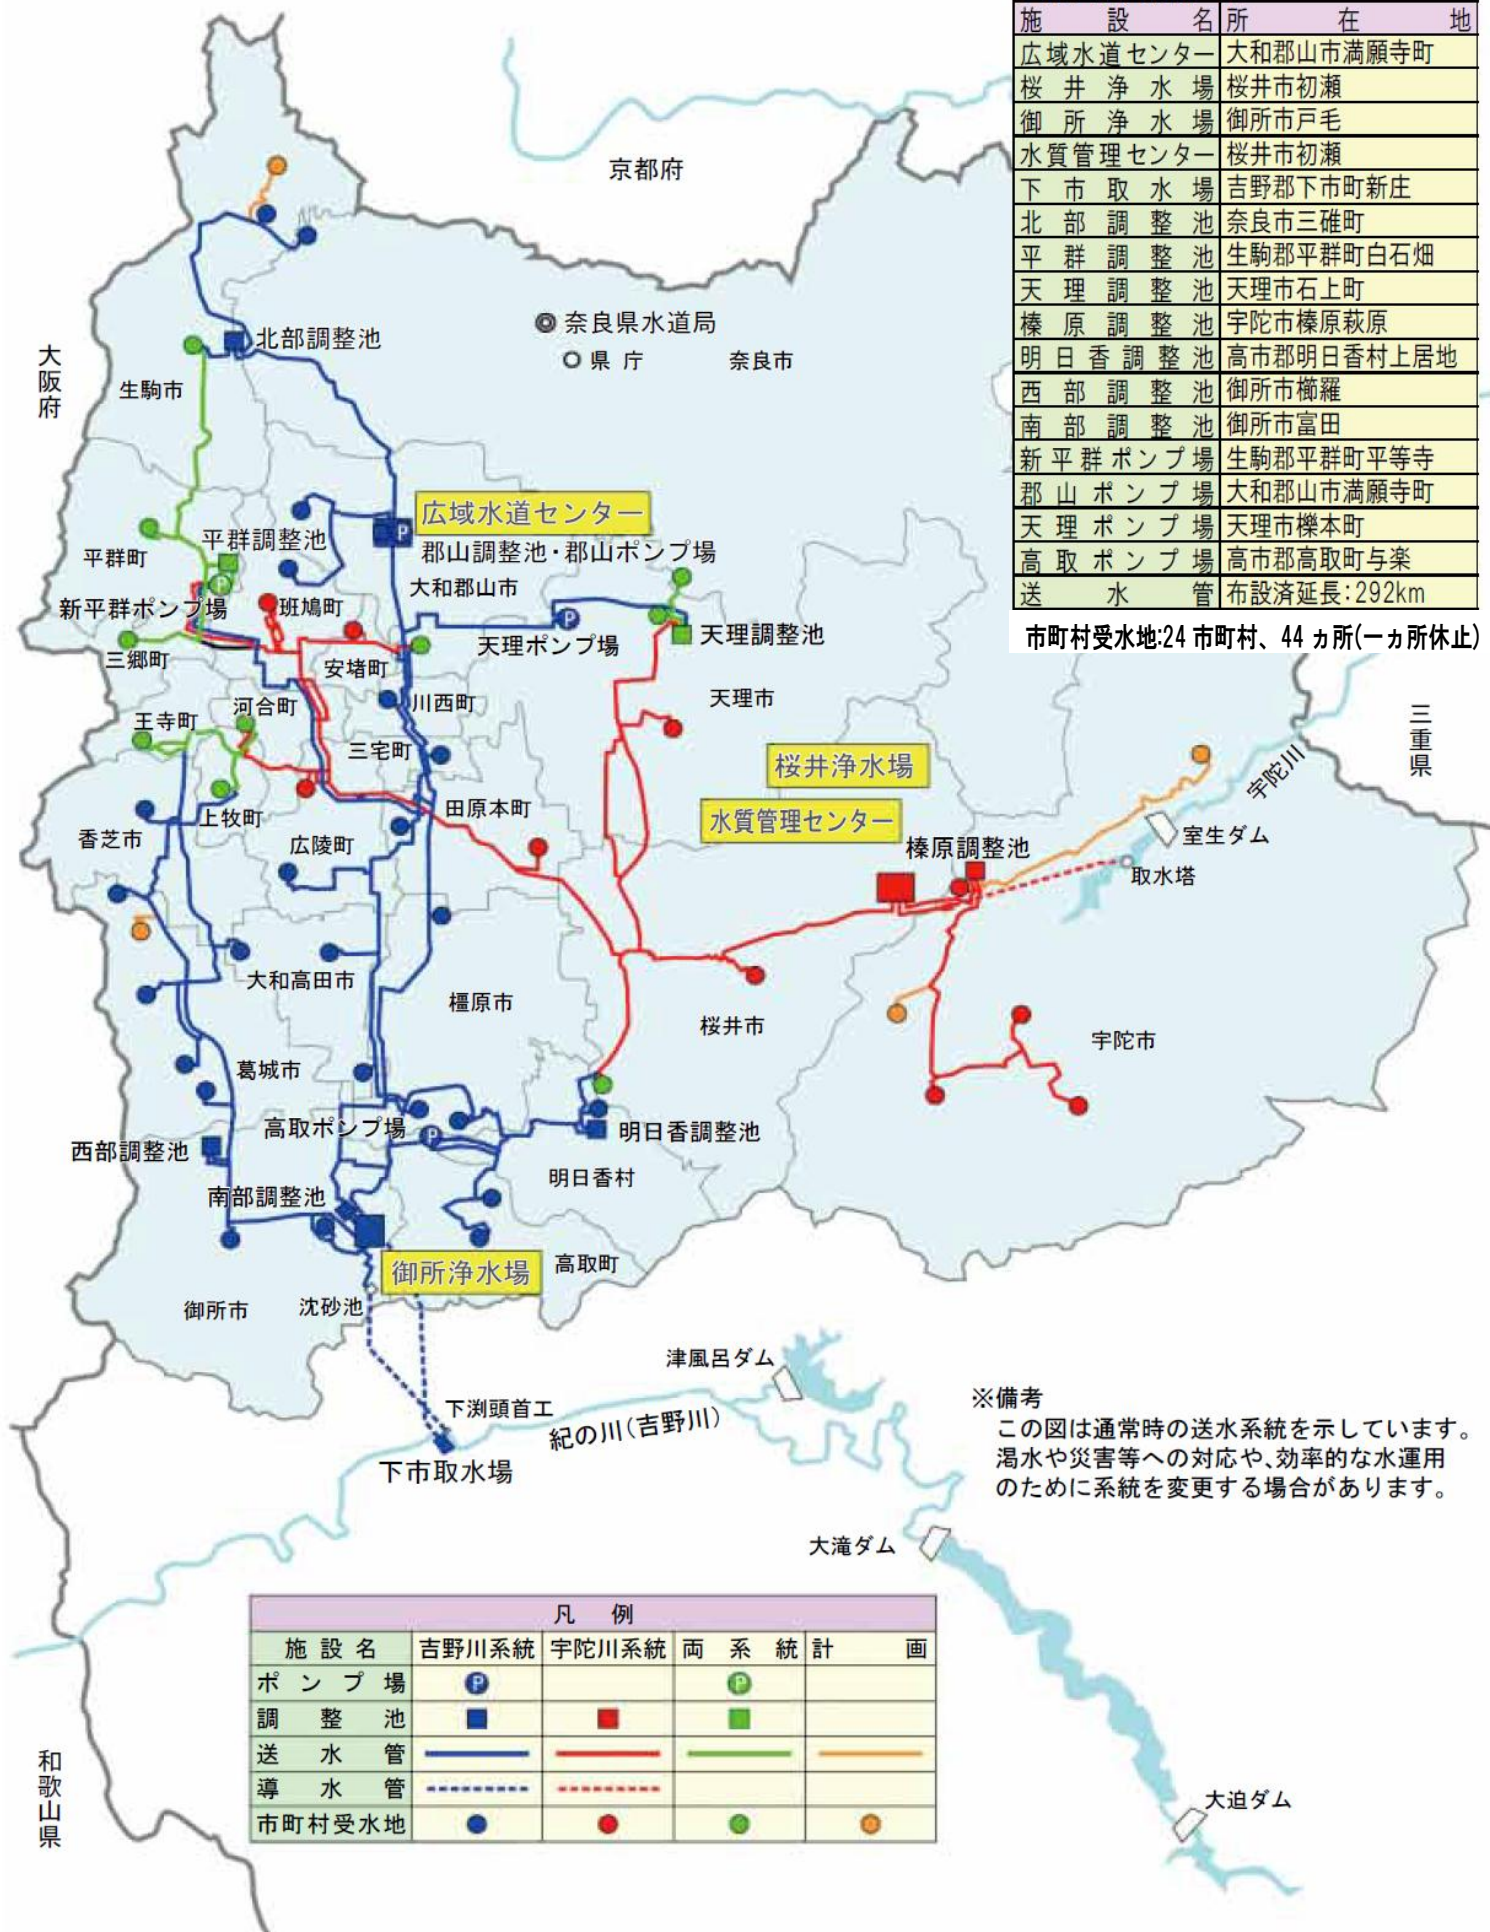 施設名 所在地
広域水道センター 大和郡山市満願寺町
桜井浄水場 桜井市初瀬
御所浄水場 御所市戸毛
水質管理センター 桜井市初瀬
下市取水場 吉野郡下市町新庄
北部調整池 奈良市三碓町
平群調整池 生駒郡平群町白石畑
天理調整池 天理市石上町
榛原調整池 宇陀市榛原萩原
明日香調整池 高市郡明日香村上居地
西部調整池 御所市櫛羅
南部調整池 御所市富田
新平群ポンプ場 生駒郡平群町平等寺
郡山ポンプ場 大和郡山市満願寺町
天理ポンプ場 天理市櫟本町
高取ポンプ場 高市郡高取町与楽
送水管 布設済延長:292km
市町村受水地:24市町村、44ヵ所(一ヵ所休止)
京都府
奈良県水道局
県庁
奈良市
北部調整池
大阪府
生駒市
広域水道センター
平群調整池
郡山調整池・郡山ポンプ場
平群町
P
P
大和郡山市
新平群ポンプ場
班鳩町
P
天理ポンプ場
天理調整池
三郷町
安堵町
天理市
王寺町
河合町
川西町
三重県
三宅町
桜井浄水場
宇陀川
香芝市
上牧町
田原本町
水質管理センター
広陵町
榛原調整池
室生ダム
取水塔
大和高田市
橿原市
桜井市
宇陀市
葛城市
高取ポンプ場
P
明日香調整池
西部調整池
明日香村
南部調整池
御所浄水場
高取町
御所市
沈砂池
津風呂ダム
下渕頭首工
紀の川(吉野川)
下市取水場
※備考
この図は通常時の送水系統を示しています。
渇水や災害等への対応や、効率的な水運用
のために系統を変更する場合があります。
大滝ダム
大迫ダム
和歌山県
凡例
施設名 吉野川系統 宇陀川系統 両系統 計画
ポンプ場 P P
調整池
送水管
導水管
市町村受水地